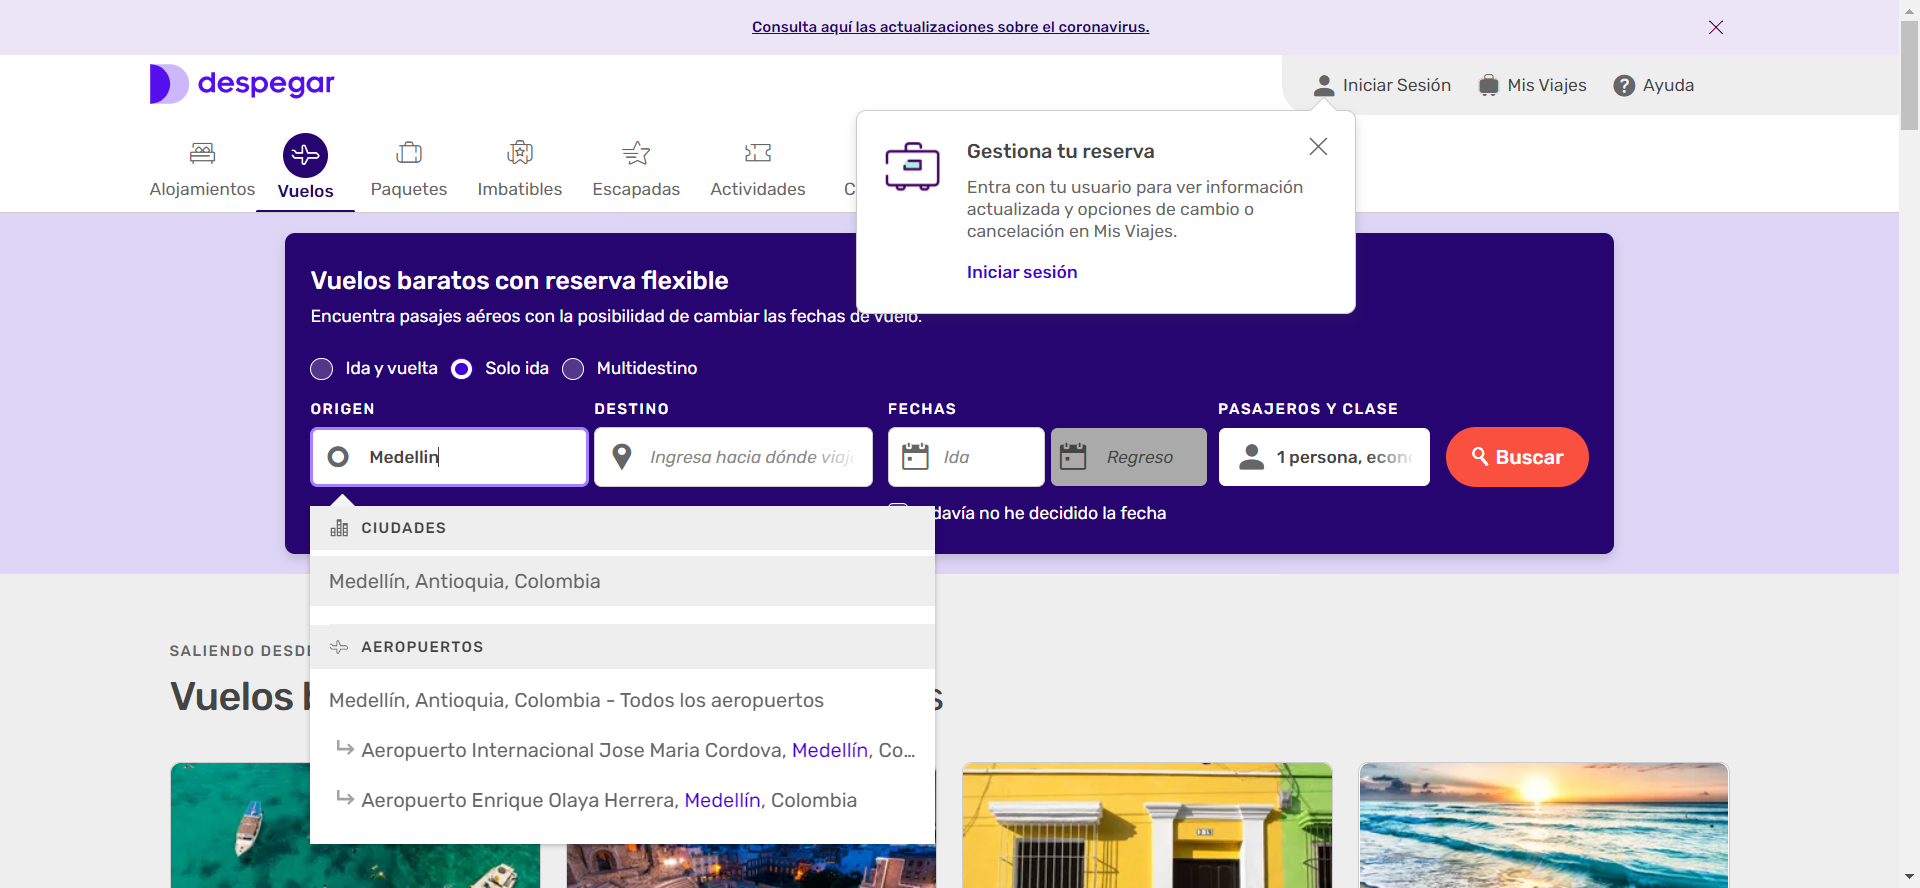 Consulta aquí las actualizaciones sobre el coronavirus.
despegar
Iniciar Sesión
Mis Viajes
Ayuda
Alojamientos
Vuelos
Paquetes
Imbatibles
Escapadas
Actividades
C
Gestiona tu reserva
Entra con tu usuario para ver información
actualizada y opciones de cambio o
cancelación en Mis Viajes.
Iniciar sesión
Vuelos baratos con reserva flexible
Encuentra pasajes aéreos con la posibilidad de cambiar las fechas de vuelo.
Ida y vuelta
Solo ida
Multidestino
ORIGEN
DESTINO
FECHAS
PASAJEROS Y CLASE
Medellin
Ingresa hacia dónde viaj
Ida
Regreso
1 persona, econ
Buscar
davía no he decidido la fecha
CIUDADES
Medellín, Antioquia, Colombia
AEROPUERTOS
Medellín, Antioquia, Colombia - Todos los aeropuertos
Aeropuerto Internacional Jose Maria Cordova, Medellín, Co...
Aeropuerto Enrique Olaya Herrera, Medellín, Colombia
SALIENDO DESDE
Vuelos b
s